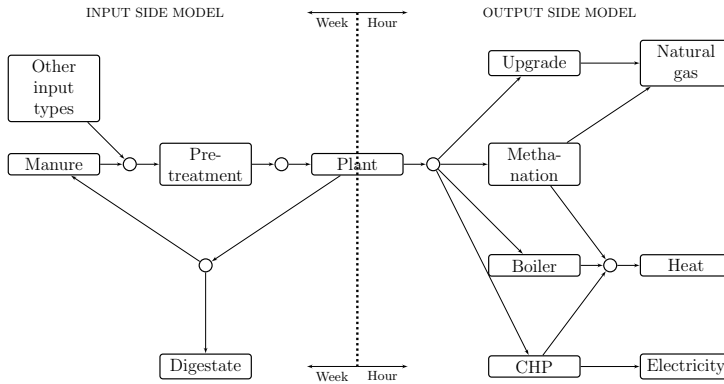 INPUT SIDE MODEL
Week Hour
OUTPUT SIDE MODEL
Other
input
types
Upgrade
Natural
gas
Manure
Pre-
treatment
Plant
Metha-
nation
Boiler
Heat
Digestate
Week Hour
CHP
Electricity